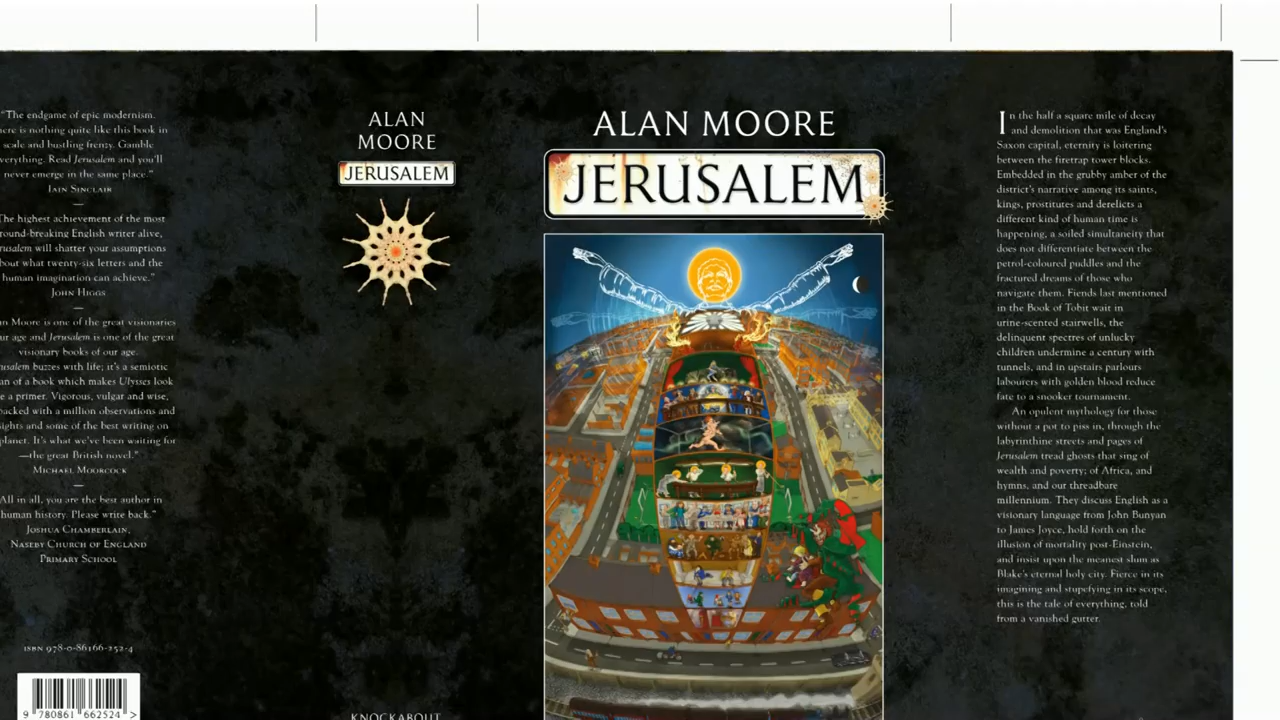 "The endgame of epic modernism.
ere is nothing quite like this book in
scale and bustling frenzy. Gamble
verything. Read Jerusalem and you'll
never emerge in the same place."
Iain Sinclair
—
The highest achievement of the most
round-breaking English writer alive,
rusalem will shatter your assumptions
bout what twenty-six letters and the
human imagination can achieve."
John Higgs
—
an Moore is one of the great visionaries
ur age and Jerusalem is one of the great
visionary books of our age.
usalem buzzes with life; it's a semiotic
an of a book which makes Ulysses look
e a primer. Vigorous, vulgar and wise,
packed with a million observations and
sights and some of the best writing on
planet. It's what we've been waiting for
—the great British novel."
Michael Moorcock
—
All in all, you are the best author in
human history. Please write back."
Joshua Chamberlain,
Naseby Church of England
Primary School
ISBN 978-0-86166-252-4
9 780861 662524 >
ALAN
MOORE
JERUSALEM
KNOCKABOUT
ALAN MOORE
JERUSALEM
In the half a square mile of decay
and demolition that was England's
Saxon capital, eternity is loitering
between the firetrap tower blocks.
Embedded in the grubby amber of the
district's narrative among its saints,
kings, prostitutes and derelicts a
different kind of human time is
happening, a soiled simultaneity that
does not differentiate between the
petrol-coloured puddles and the
fractured dreams of those who
navigate them. Fiends last mentioned
in the Book of Tobit wait in
urine-scented stairwells, the
delinquent spectres of unlucky
children undermine a century with
tunnels, and in upstairs parlours
labourers with golden blood reduce
fate to a snooker tournament.
An opulent mythology for those
without a pot to piss in, through the
labyrinthine streets and pages of
Jerusalem tread ghosts that sing of
wealth and poverty; of Africa, and
hymns, and our threadbare
millennium. They discuss English as a
visionary language from John Bunyan
to James Joyce, hold forth on the
illusion of mortality post-Einstein,
and insist upon the meanest slum as
Blake's eternal holy city. Fierce in its
imagining and stupefying in its scope,
this is the tale of everything, told
from a vanished gutter.